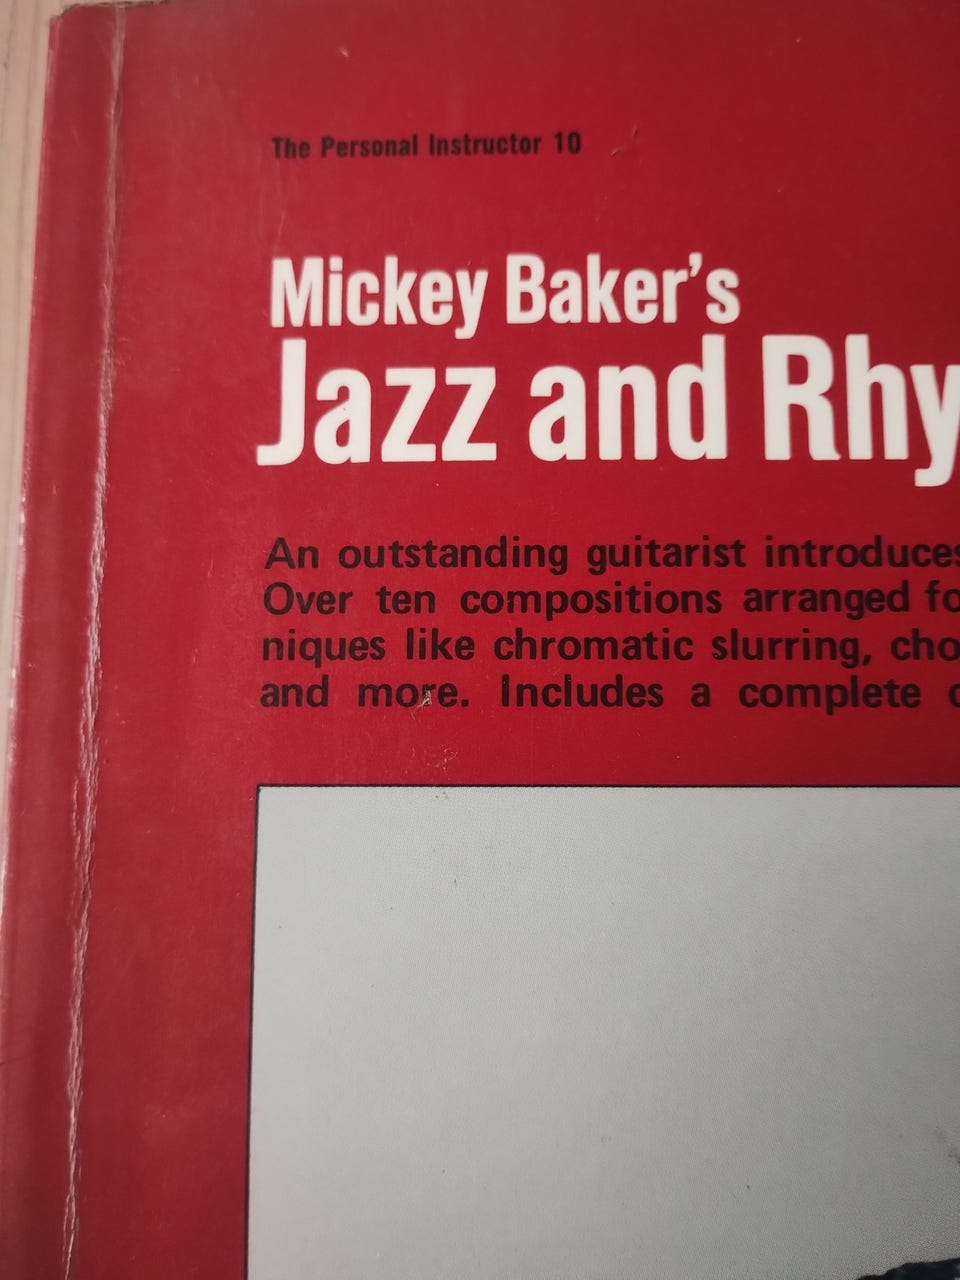 The Personal Instructor 10
Mickey Baker's
Jazz and Rhy
An outstanding guitarist introduces
Over ten compositions arranged fo
niques like chromatic slurring, cho
and more. Includes a complete